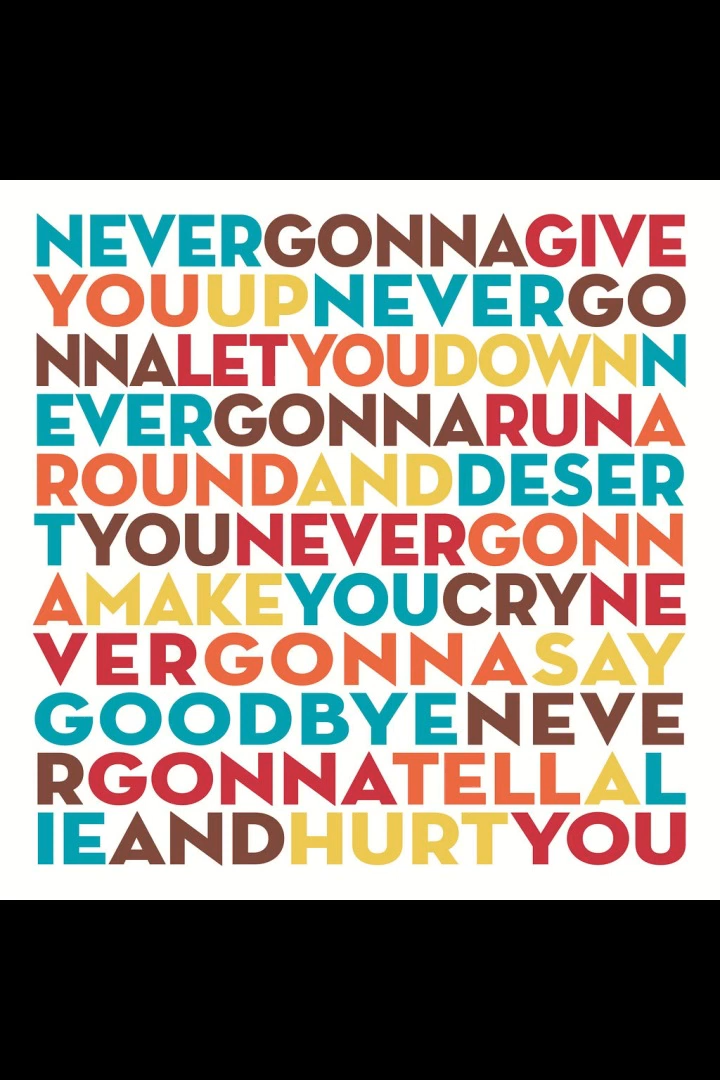 NEVERGONNAGIVE
YOUUPNEVERGO
NNALETYOUDOWNN
EVERGONNARUNA
ROUNDANDDESER
TYOUNEVERGONN
AMAKEYOUCRYNE
VERGONNASAY
GOODBYENEVE
RGONNATELLAL
IEANDHURTYOU